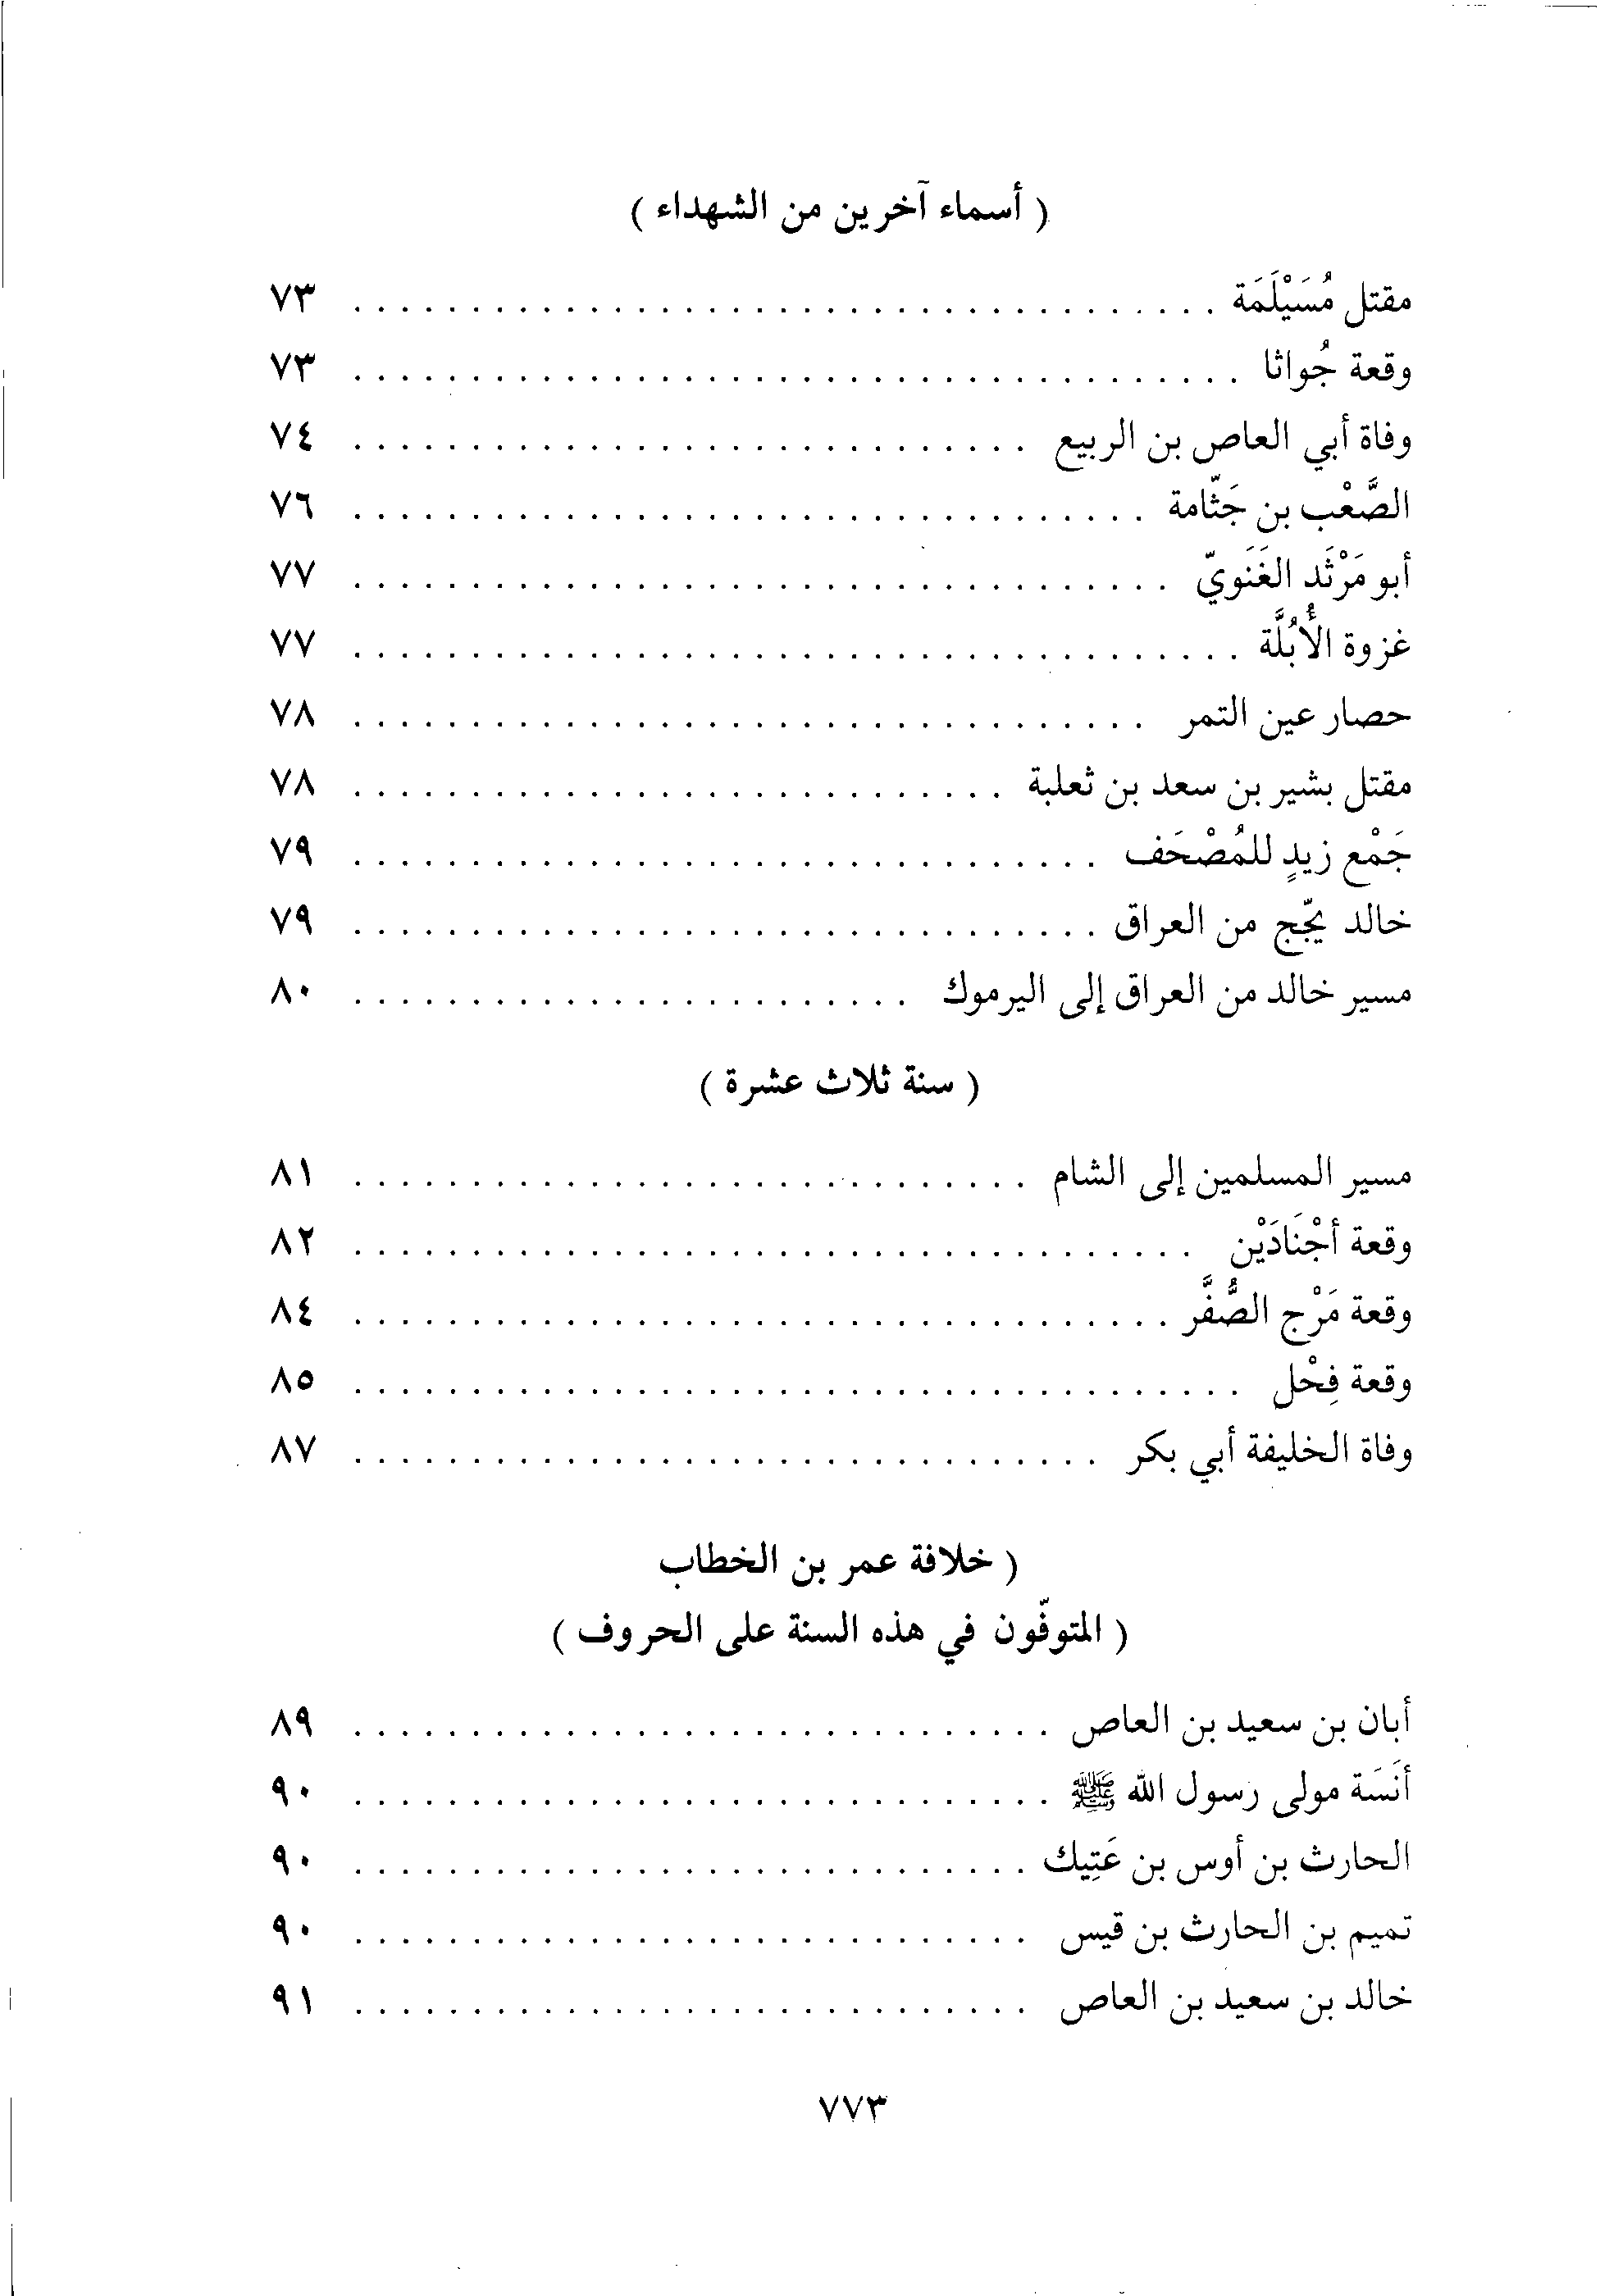 ( أسماء آخرين من الشهداء )
مقتل مُسَيْلَمَة . . . . . . . . . . ٧٣
وقعة جُواثا . . . . . . . . . . ٧٣
وفاة أبي العاص بن الربيع . . . . . . . . . . ٧٤
الصَّعْب بن جَثّامة . . . . . . . . . . ٧٦
أبو مَرْثَد الغَنَويّ . . . . . . . . . . ٧٧
غزوة الأُبُلَّة . . . . . . . . . . ٧٧
حصار عين التمر . . . . . . . . . . ٧٨
مقتل بشير بن سعد بن ثعلبة . . . . . . . . . . ٧٨
جَمْع زيدٍ للمُصْحَف . . . . . . . . . . ٧٩
خالد يحّج من العراق . . . . . . . . . . ٧٩
مسير خالد من العراق إلى اليرموك . . . . . . . . . . ٨٠
( سنة ثلاث عشرة )
مسير المسلمين إلى الشام . . . . . . . . . . ٨١
وقعة أجْنَادَيْن . . . . . . . . . . ٨٢
وقعة مَرْج الصُّفَّر . . . . . . . . . . ٨٤
وقعة فِحْل . . . . . . . . . . ٨٥
وفاة الخليفة أبي بكر . . . . . . . . . . ٨٧
( خلافة عمر بن الخطاب
( المتوفّون في هذه السنة على الحروف )
أبان بن سعيد بن العاص . . . . . . . . . . ٨٩
أنَسَة مولى رسول الله ﷺ . . . . . . . . . . ٩٠
الحارث بن أوس بن عَتِيك . . . . . . . . . . ٩٠
تميم بن الحارث بن قيس . . . . . . . . . . ٩٠
خالد بن سعيد بن العاص . . . . . . . . . . ٩١
٧٧٣